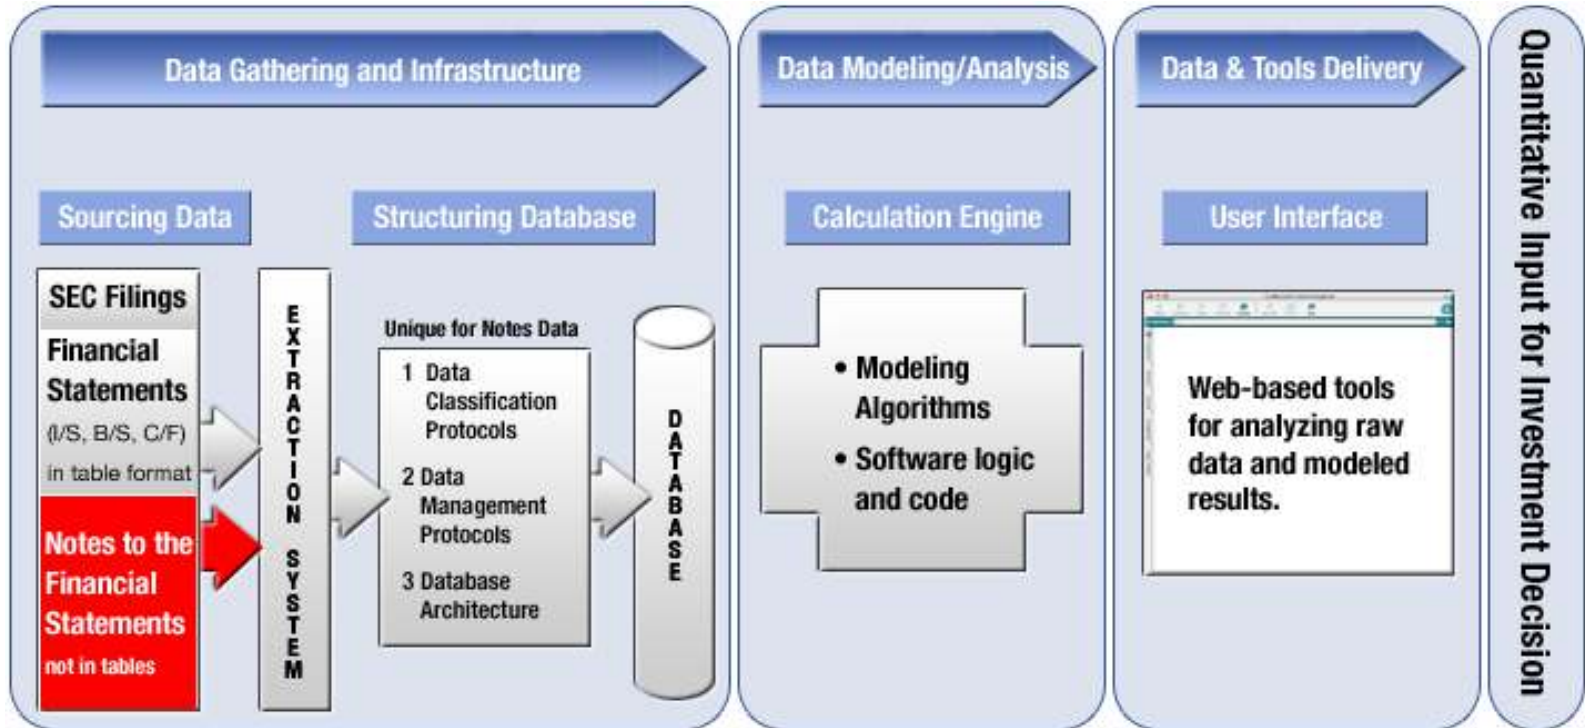 Data Gathering and Infrastructure
Data Modeling/Analysis
Data & Tools Delivery
Quantitative Input for Investment Decision
Sourcing Data
Structuring Database
Calculation Engine
User Interface
SEC Filings
Financial
Statements
(I/S, B/S, C/F)
in table format
Notes to the
Financial
Statements
not in tables
EXTRACTION SYSTEM
Unique for Notes Data
1 Data
Classification
Protocols
2 Data
Management
Protocols
3 Database
Architecture
DATABASE
• Modeling
Algorithms
• Software logic
and code
Web-based tools
for analyzing raw
data and modeled
results.